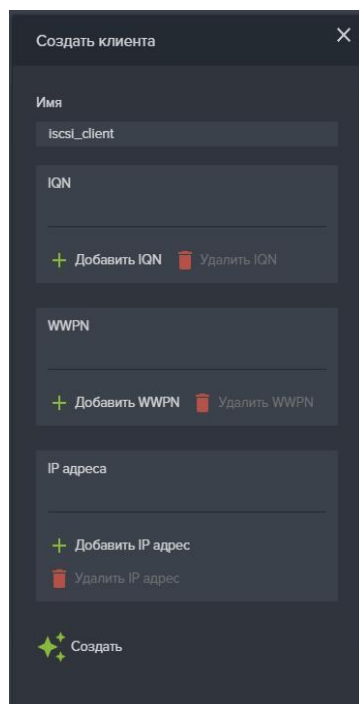 Создать клиента
Имя
iscsi_client
IQN
Добавить IQN Удалить IQN
WWPN
Добавить WWPN Удалить WWPN
IP адреса
Добавить IP адрес
Удалить IP адрес
Создать